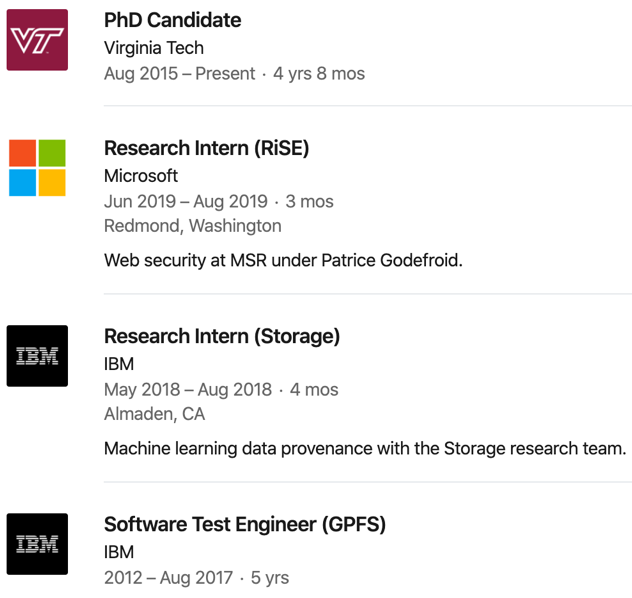 VT
PhD Candidate
Virginia Tech
Aug 2015 – Present · 4 yrs 8 mos
Research Intern (RiSE)
Microsoft
Jun 2019 – Aug 2019 · 3 mos
Redmond, Washington
Web security at MSR under Patrice Godefroid.
IBM
Research Intern (Storage)
IBM
May 2018 – Aug 2018 · 4 mos
Almaden, CA
Machine learning data provenance with the Storage research team.
IBM
Software Test Engineer (GPFS)
IBM
2012 – Aug 2017 · 5 yrs